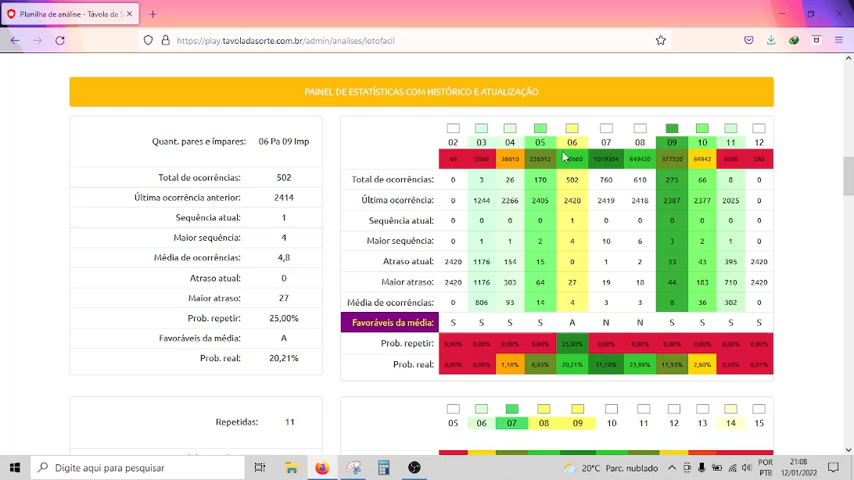 Planilha de análise - Távola da S
https://play.tavoladasorte.com.br/admin/analises/lotofacil
PAINEL DE ESTATÍSTICAS COM HISTÓRICO E ATUALIZAÇÃO
Quant. pares e ímpares: 06 Pa 09 Imp
Total de ocorrências: 502
Última ocorrência anterior: 2414
Sequência atual: 1
Maior sequência: 4
Média de ocorrências: 4,8
Atraso atual: 0
Maior atraso: 27
Prob. repetir: 25,00%
Favoráveis da média: A
Prob. real: 20,21%
02 03 04 05 06 07 08 09 10 11 12
66 38610 226512 1019304 849420 377520 84942
Total de ocorrências: 0 3 26 170 502 760 610 275 66 8 0
Última ocorrência: 0 1244 2266 2405 2420 2419 2418 2387 2377 2025 0
Sequência atual: 0 0 0 0 1 0 0 0 0 0 0
Maior sequência: 0 1 1 2 4 10 6 3 2 1 0
Atraso atual: 2420 1176 154 15 0 1 2 33 43 395 2420
Maior atraso: 2420 1176 303 64 27 19 18 44 183 710 2420
Média de ocorrências: 0 806 93 14 4 3 3 8 36 302 0
Favoráveis da média: S S S S A N N S S S S
Prob. repetir: 0,00% 0,00% 0,00% 0,00% 25,00% 0,00% 0,00% 0,00% 0,00% 0,00% 0,00%
Prob. real: 0,00% 0,00% 1,18% 6,93% 20,21% 31,18% 25,99% 11,55% 2,60% 0,01%
Repetidas: 11
05 06 07 08 09 10 11 12 13 14 15
Digite aqui para pesquisar
20°C Parc. nublado
POR
PTB
21:08
12/01/2022